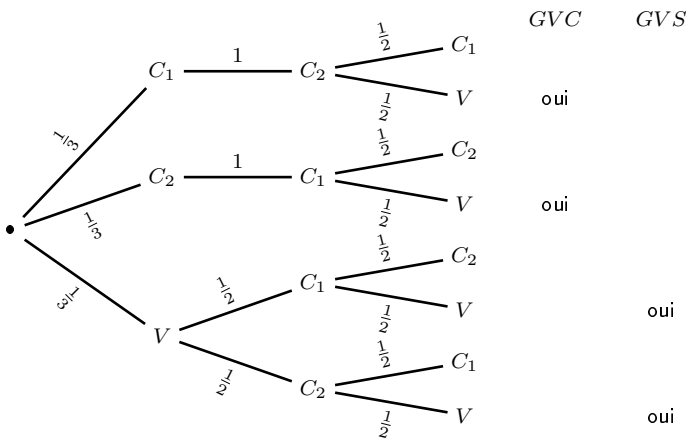 GVC GVS
1/2 C₁
C₁ 1 C₂
1/3 1/2 V oui
1/2 C₂
C₂ 1 C₁
1/3 1/2 V oui
•
1/2 C₂
1/3 1/2 C₁
1/2 V oui
V
1/2 C₁
1/2 C₂
1/2 V oui